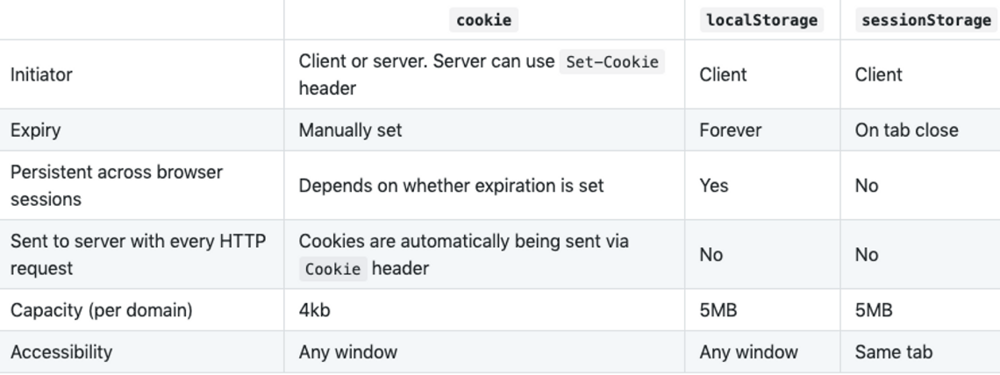 cookie localStorage sessionStorage
Initiator Client or server. Server can use Set-Cookie header Client Client
Expiry Manually set Forever On tab close
Persistent across browser sessions Depends on whether expiration is set Yes No
Sent to server with every HTTP request Cookies are automatically being sent via Cookie header No No
Capacity (per domain) 4kb 5MB 5MB
Accessibility Any window Any window Same tab